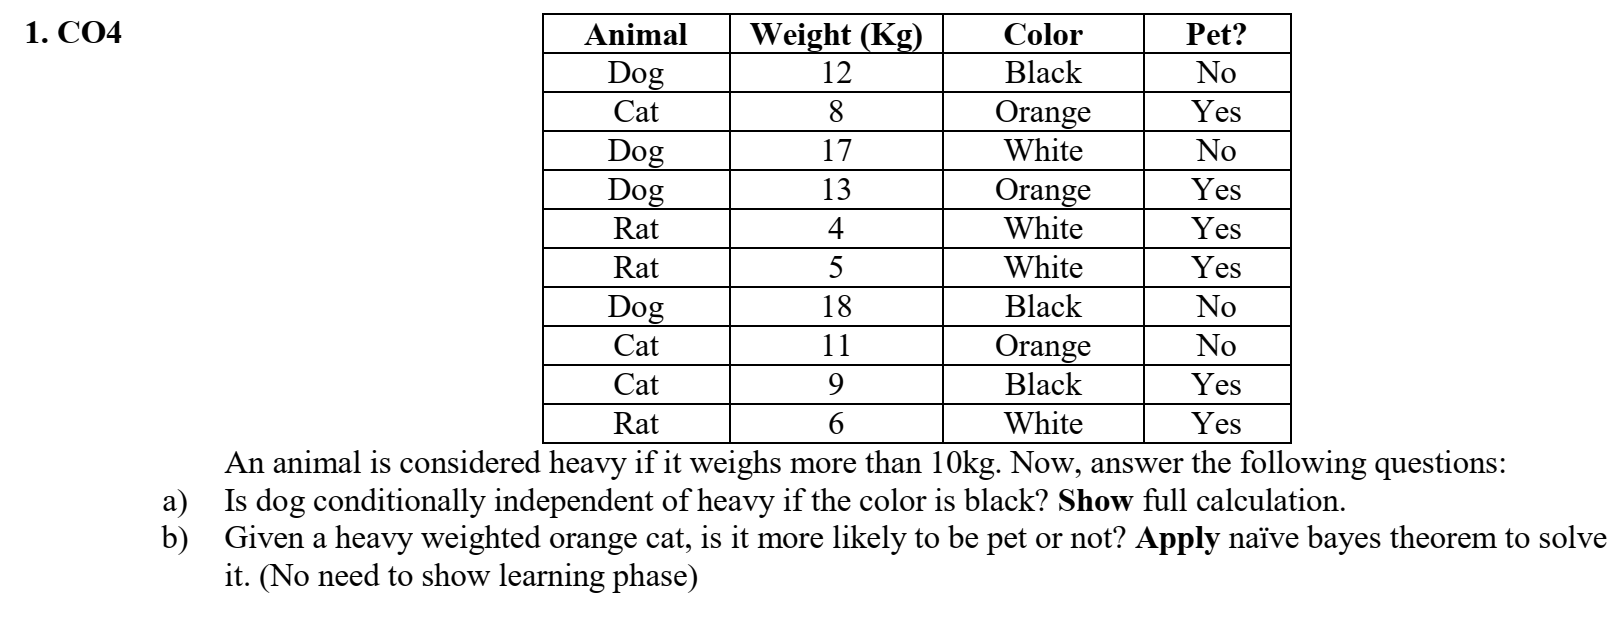 1. CO4
Animal Weight (Kg) Color Pet?
Dog 12 Black No
Cat 8 Orange Yes
Dog 17 White No
Dog 13 Orange Yes
Rat 4 White Yes
Rat 5 White Yes
Dog 18 Black No
Cat 11 Orange No
Cat 9 Black Yes
Rat 6 White Yes
An animal is considered heavy if it weighs more than 10kg. Now, answer the following questions:
a) Is dog conditionally independent of heavy if the color is black? Show full calculation.
b) Given a heavy weighted orange cat, is it more likely to be pet or not? Apply naïve bayes theorem to solve
it. (No need to show learning phase)